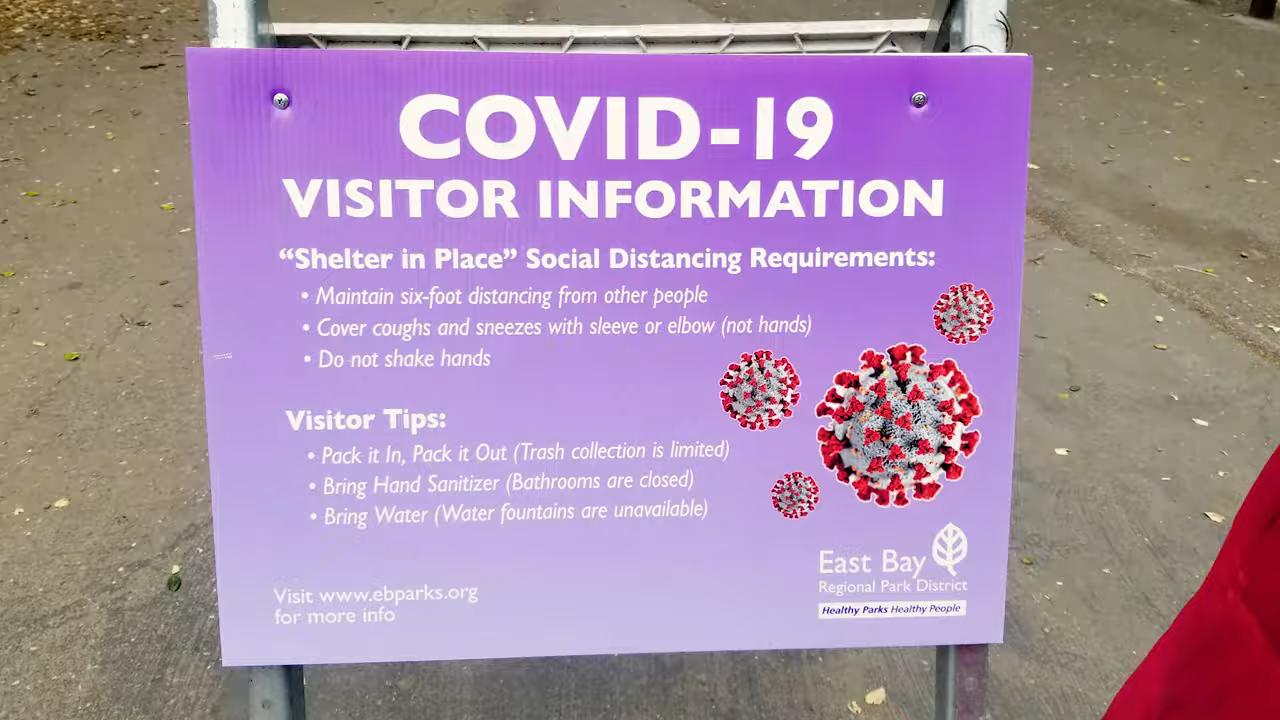 COVID-19
VISITOR INFORMATION
“Shelter in Place” Social Distancing Requirements:
• Maintain six-foot distancing from other people
• Cover coughs and sneezes with sleeve or elbow (not hands)
• Do not shake hands
Visitor Tips:
• Pack it In, Pack it Out (Trash collection is limited)
• Bring Hand Sanitizer (Bathrooms are closed)
• Bring Water (Water fountains are unavailable)
Visit www.ebparks.org
for more info
East Bay
Regional Park District
Healthy Parks Healthy People